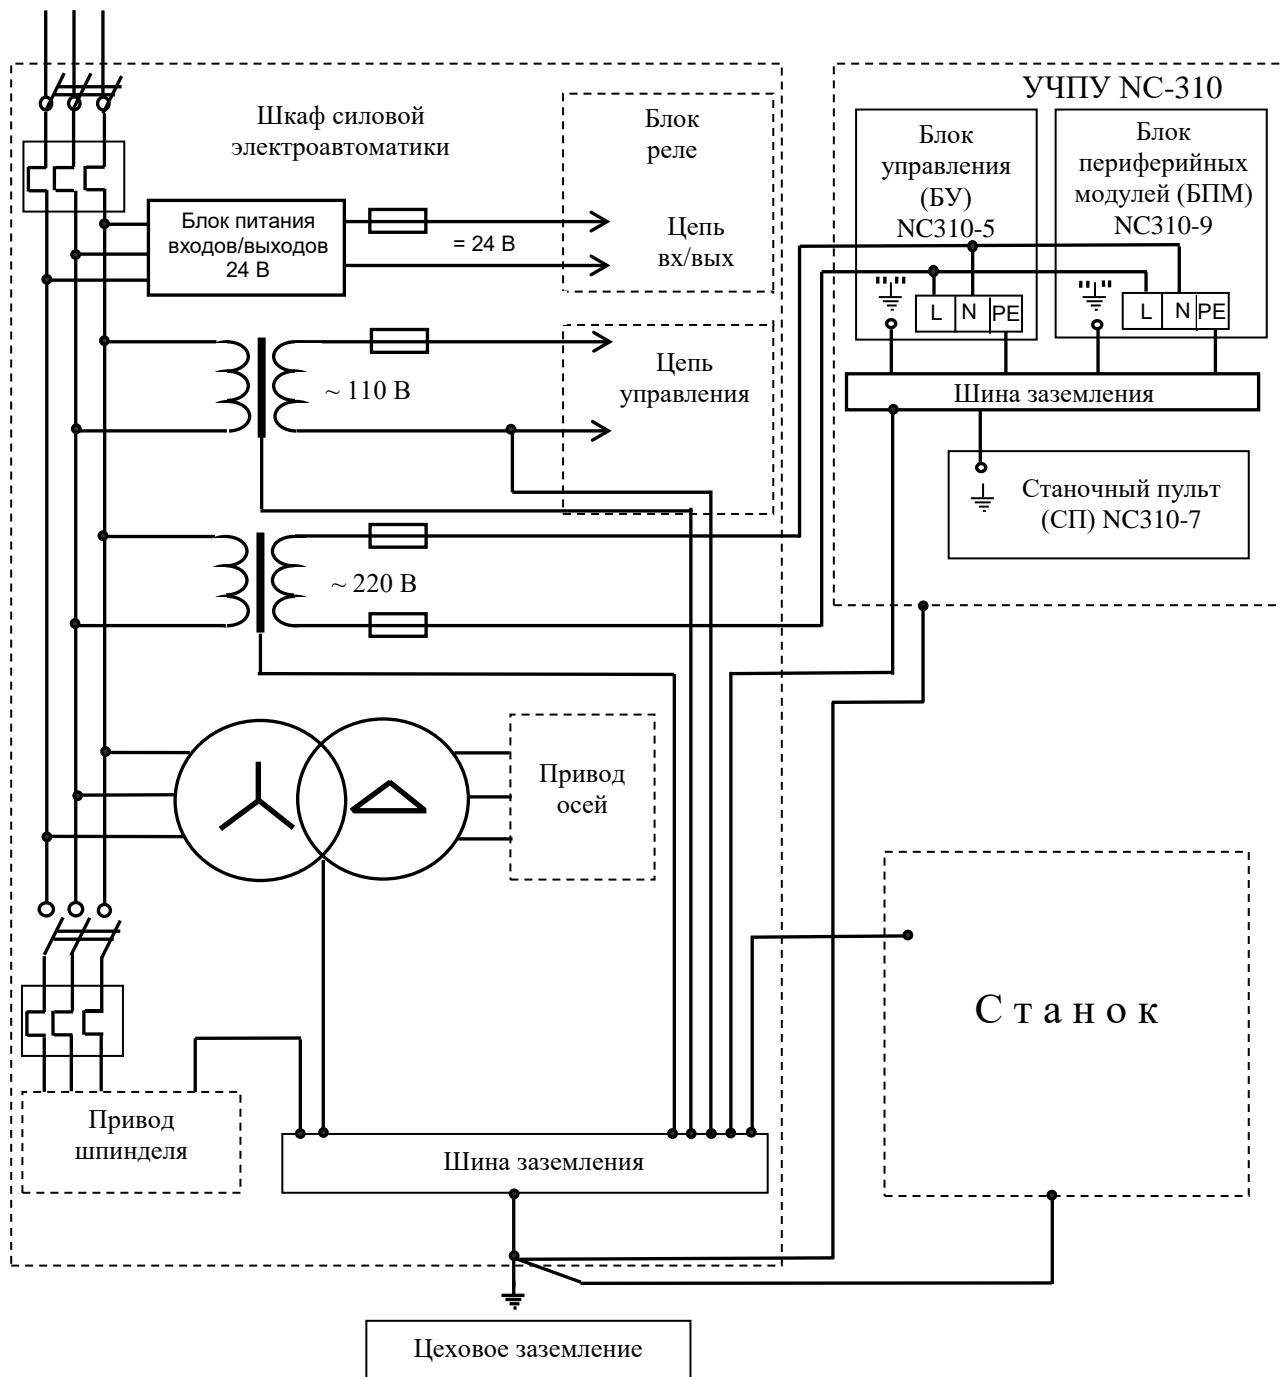 УЧПУ NC-310
Шкаф силовой
электроавтоматики
Блок
реле
Блок
управления
(БУ)
NC310-5
Блок
периферийных
модулей (БПМ)
NC310-9
Блок питания
входов/выходов
24 В
= 24 В
Цепь
вх/вых
L N PE
L N PE
Шина заземления
~ 110 В
Цепь
управления
Станочный пульт
(СП) NC310-7
~ 220 В
Привод
осей
Станок
Привод
шпинделя
Шина заземления
Цеховое заземление